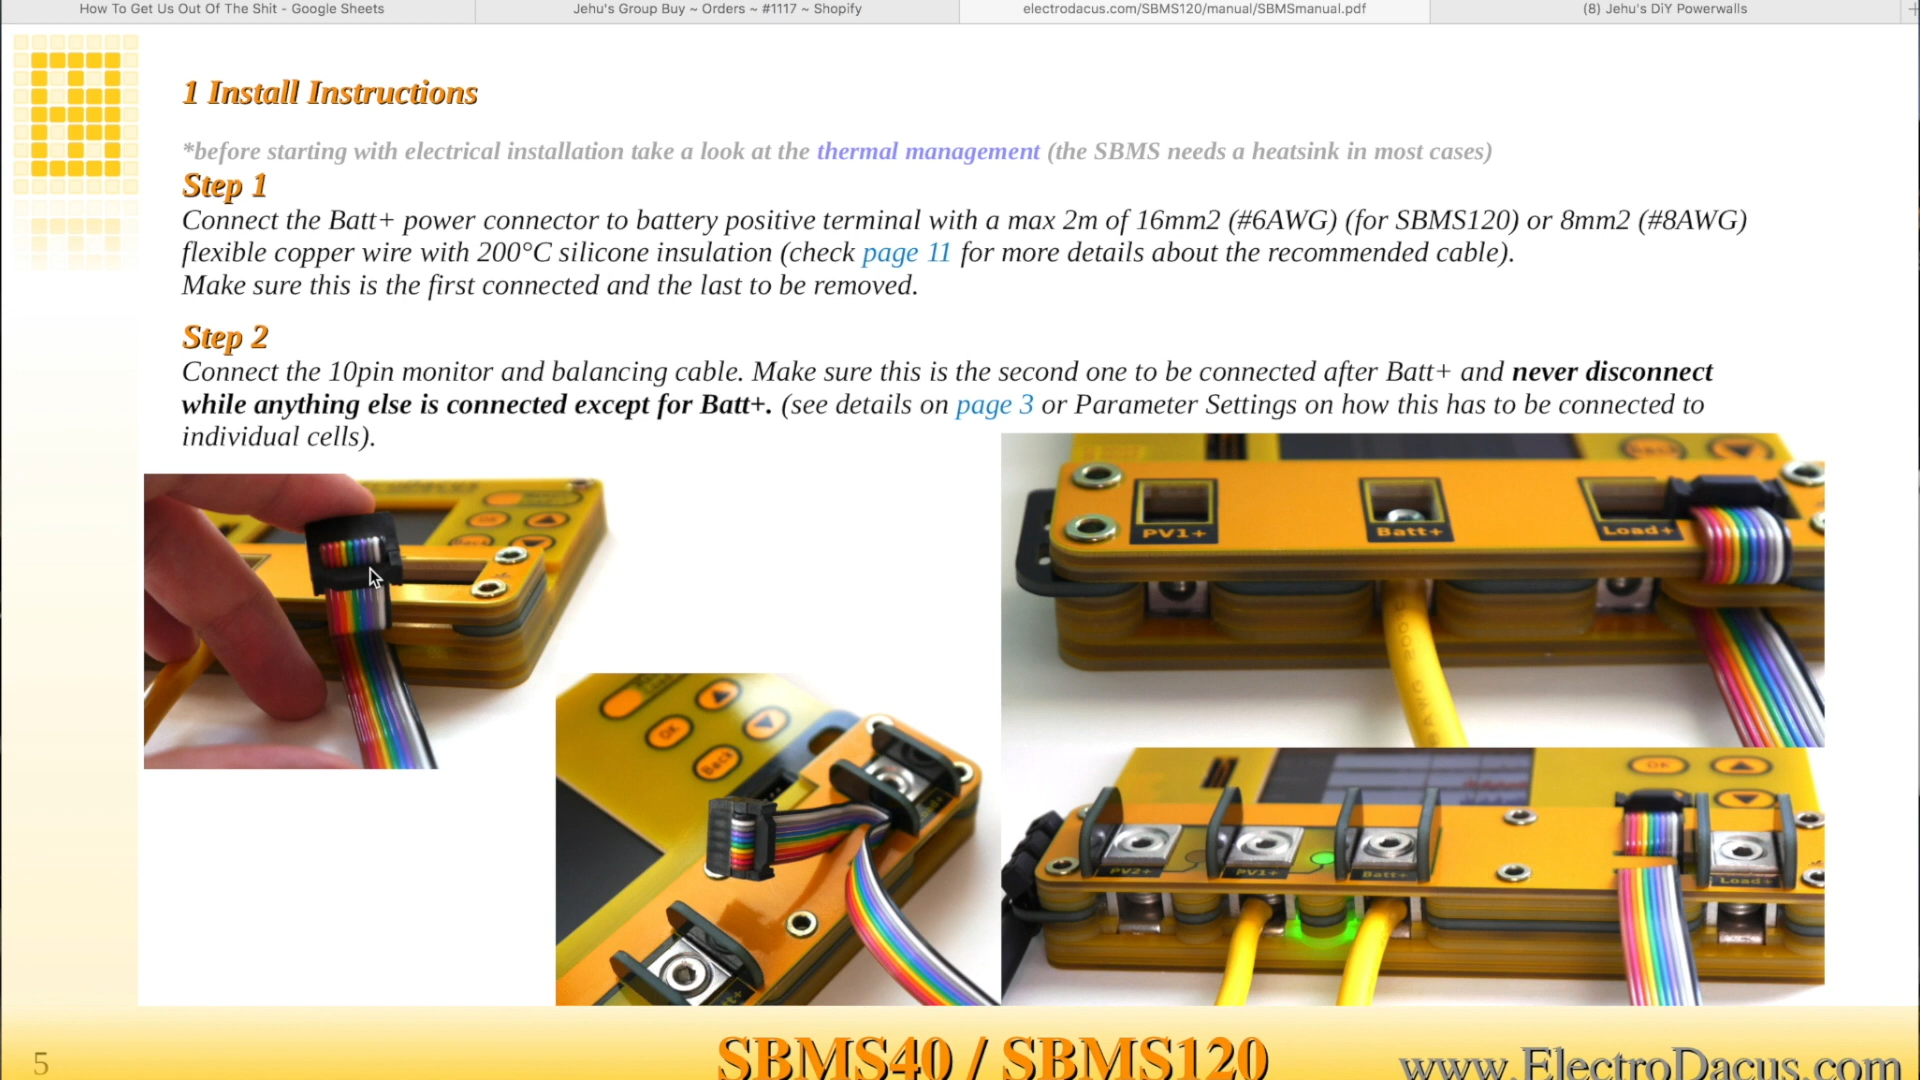 How To Get Us Out Of The Shit - Google Sheets
Jehu's Group Buy ~ Orders ~ #1117 ~ Shopify
electrodacus.com/SBMS120/manual/SBMSmanual.pdf
(8) Jehu's DiY Powerwalls
1 Install Instructions
*before starting with electrical installation take a look at the thermal management (the SBMS needs a heatsink in most cases)
Step 1
Connect the Batt+ power connector to battery positive terminal with a max 2m of 16mm2 (#6AWG) (for SBMS120) or 8mm2 (#8AWG)
flexible copper wire with 200°C silicone insulation (check page 11 for more details about the recommended cable).
Make sure this is the first connected and the last to be removed.
Step 2
Connect the 10pin monitor and balancing cable. Make sure this is the second one to be connected after Batt+ and never disconnect
while anything else is connected except for Batt+. (see details on page 3 or Parameter Settings on how this has to be connected to
individual cells).
PV1+
Batt+
Load+
OK
Back
OK
PV2+
PV1+
Batt+
Load+
5
SBMS40 / SBMS120
www.ElectroDacus.com